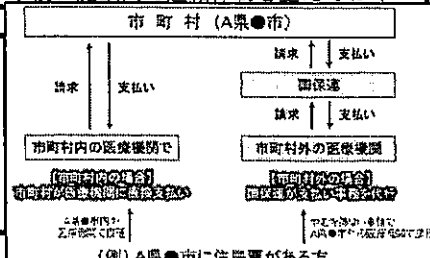 市 町 村 (A県●市)
請求 支払い
請求 支払い
国保連
請求 支払い
市町村内の医療機関で
市町村外の医療機関
【市町村内の場合】
【市町村外の場合】
市町村が医療機関に直接支払い
国保連が支払い事務を代行
(例) A県●市に住民票がある方